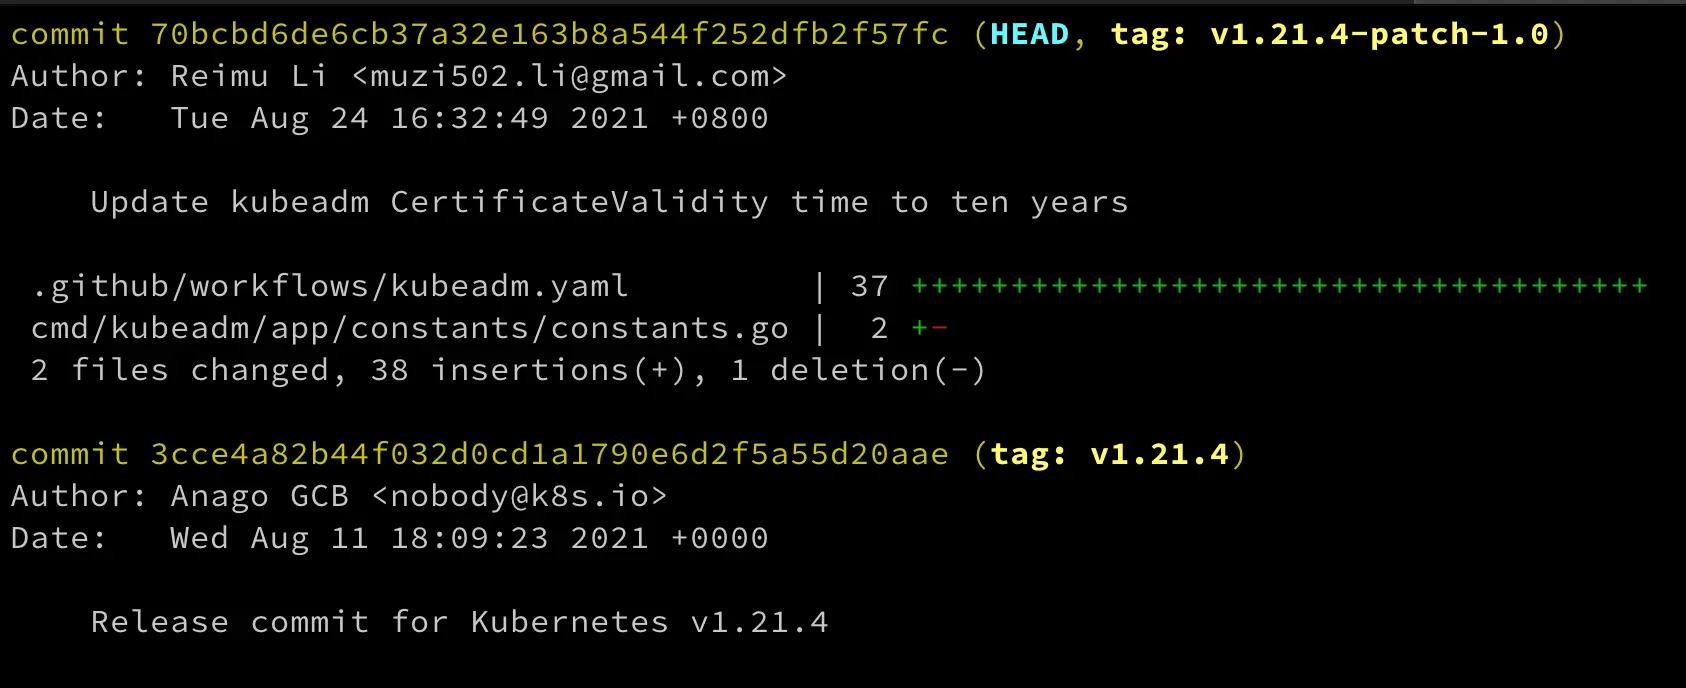 commit 70bcbd6de6cb37a32e163b8a544f252dfb2f57fc (HEAD, tag: v1.21.4-patch-1.0)
Author: Reimu Li <muzi502.li@gmail.com>
Date:   Tue Aug 24 16:32:49 2021 +0800
Update kubeadm CertificateValidity time to ten years
.github/workflows/kubeadm.yaml         | 37 +++++++++++++++++++++++++++++++++++++
cmd/kubeadm/app/constants/constants.go |  2 +-
2 files changed, 38 insertions(+), 1 deletion(-)
commit 3cce4a82b44f032d0cd1a1790e6d2f5a55d20aae (tag: v1.21.4)
Author: Anago GCB <nobody@k8s.io>
Date:   Wed Aug 11 18:09:23 2021 +0000
Release commit for Kubernetes v1.21.4